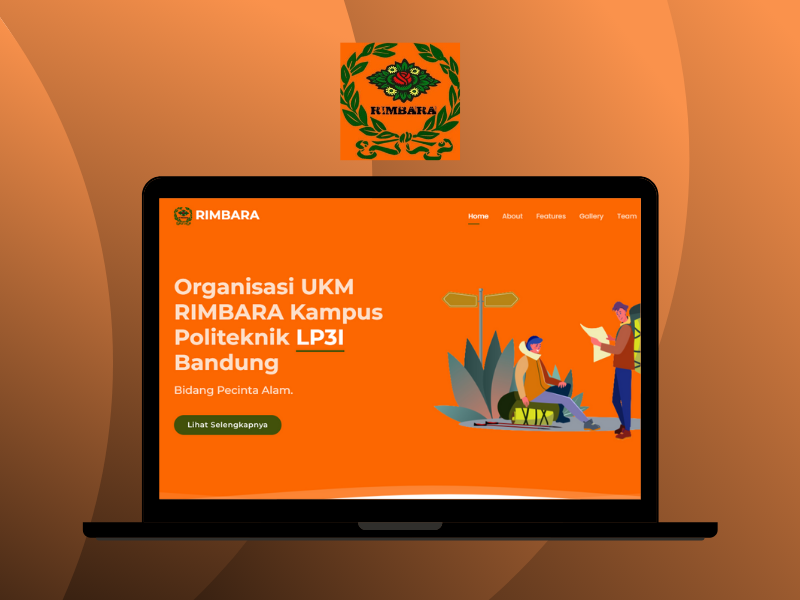 RIMBARA
RIMBARA
Home About Features Gallery Team
Organisasi UKM
RIMBARA Kampus
Politeknik LP3I
Bandung
Bidang Pecinta Alam.
Lihat Selengkapnya